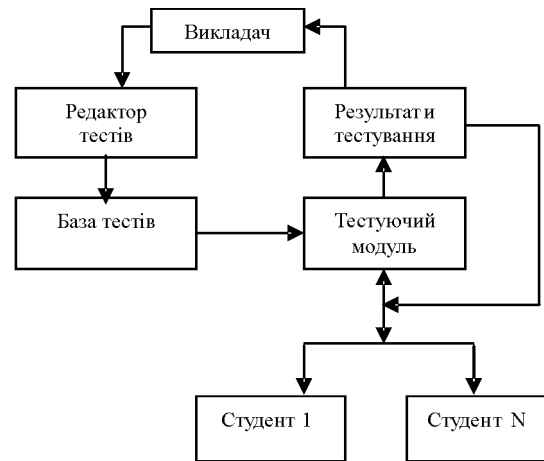 Викладач
Редактор
тестів
Результати
тестування
База тестів
Тестуючий
модуль
Студент 1
Студент N